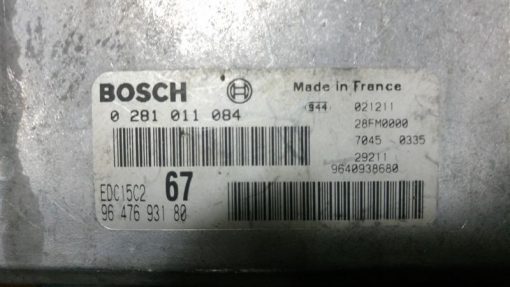 BOSCH
Made in France
0 281 011 084
944
021211
28FM0000
7045 0335
29211
9640938680
EDC15C2
67
96 476 931 80